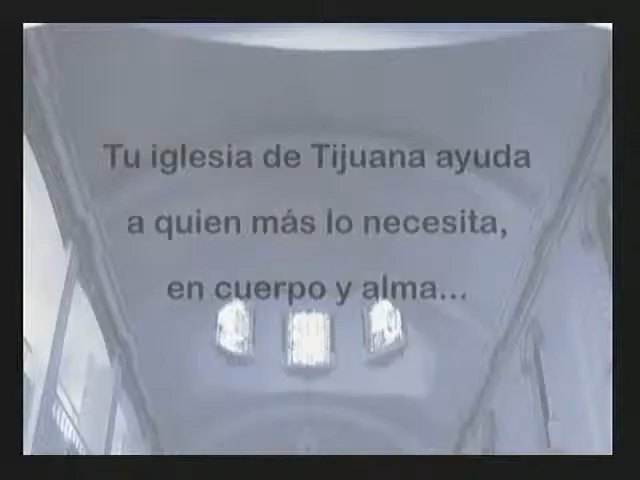 Tu iglesia de Tijuana ayuda
a quien más lo necesita,
en cuerpo y alma...